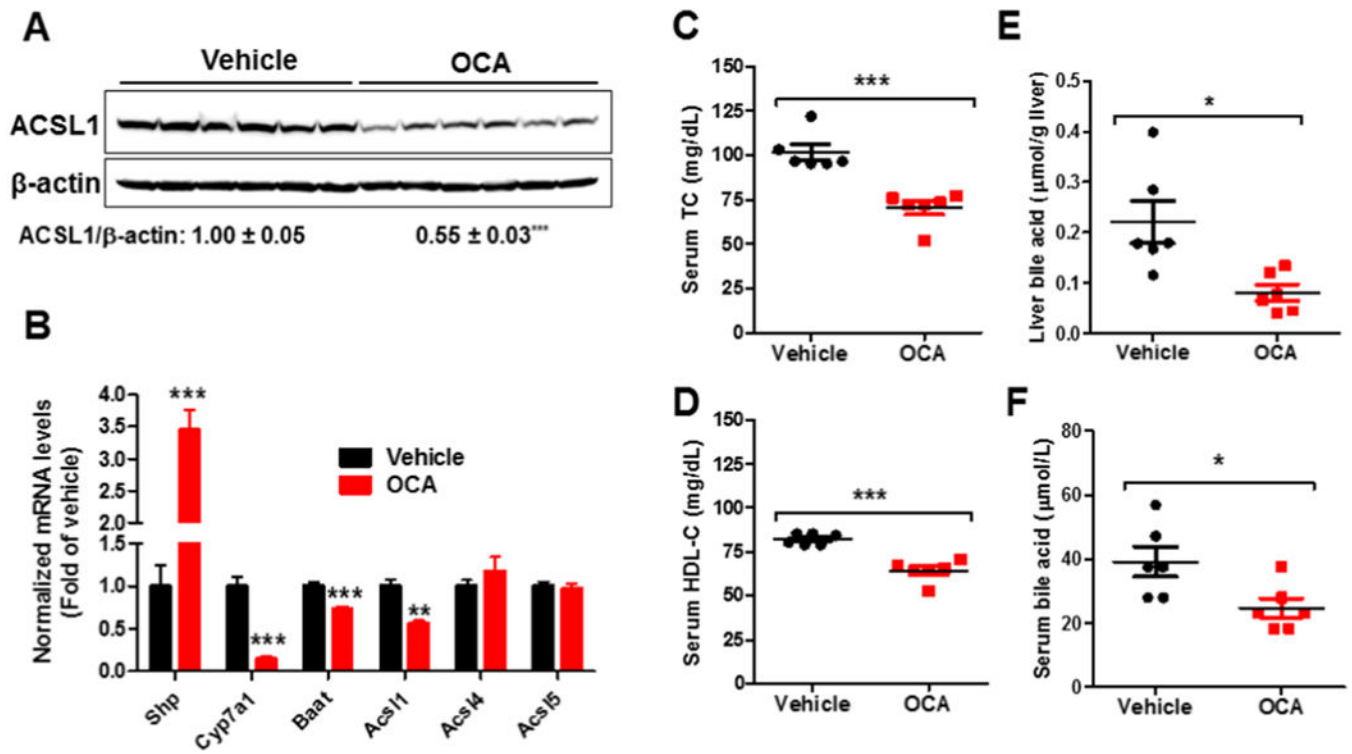 A
Vehicle OCA
ACSL1
β-actin
ACSL1/β-actin: 1.00 ± 0.05 0.55 ± 0.03***
B
Normalized mRNA levels
(Fold of vehicle)
4.0
3.5
3.0
2.5
2.0
1.5
1.0
0.5
0.0
***
***
***
**
Vehicle
OCA
Shp
Cyp7a1
Baat
Acsl1
Acsl4
Acsl5
C
Serum TC (mg/dL)
150
125
100
75
50
25
0
***
Vehicle OCA
D
Serum HDL-C (mg/dL)
150
125
100
75
50
25
0
***
Vehicle OCA
E
Liver bile acid (μmol/g liver)
0.5
0.4
0.3
0.2
0.1
0.0
*
Vehicle OCA
F
Serum bile acid (μmol/L)
80
60
40
20
0
*
Vehicle OCA